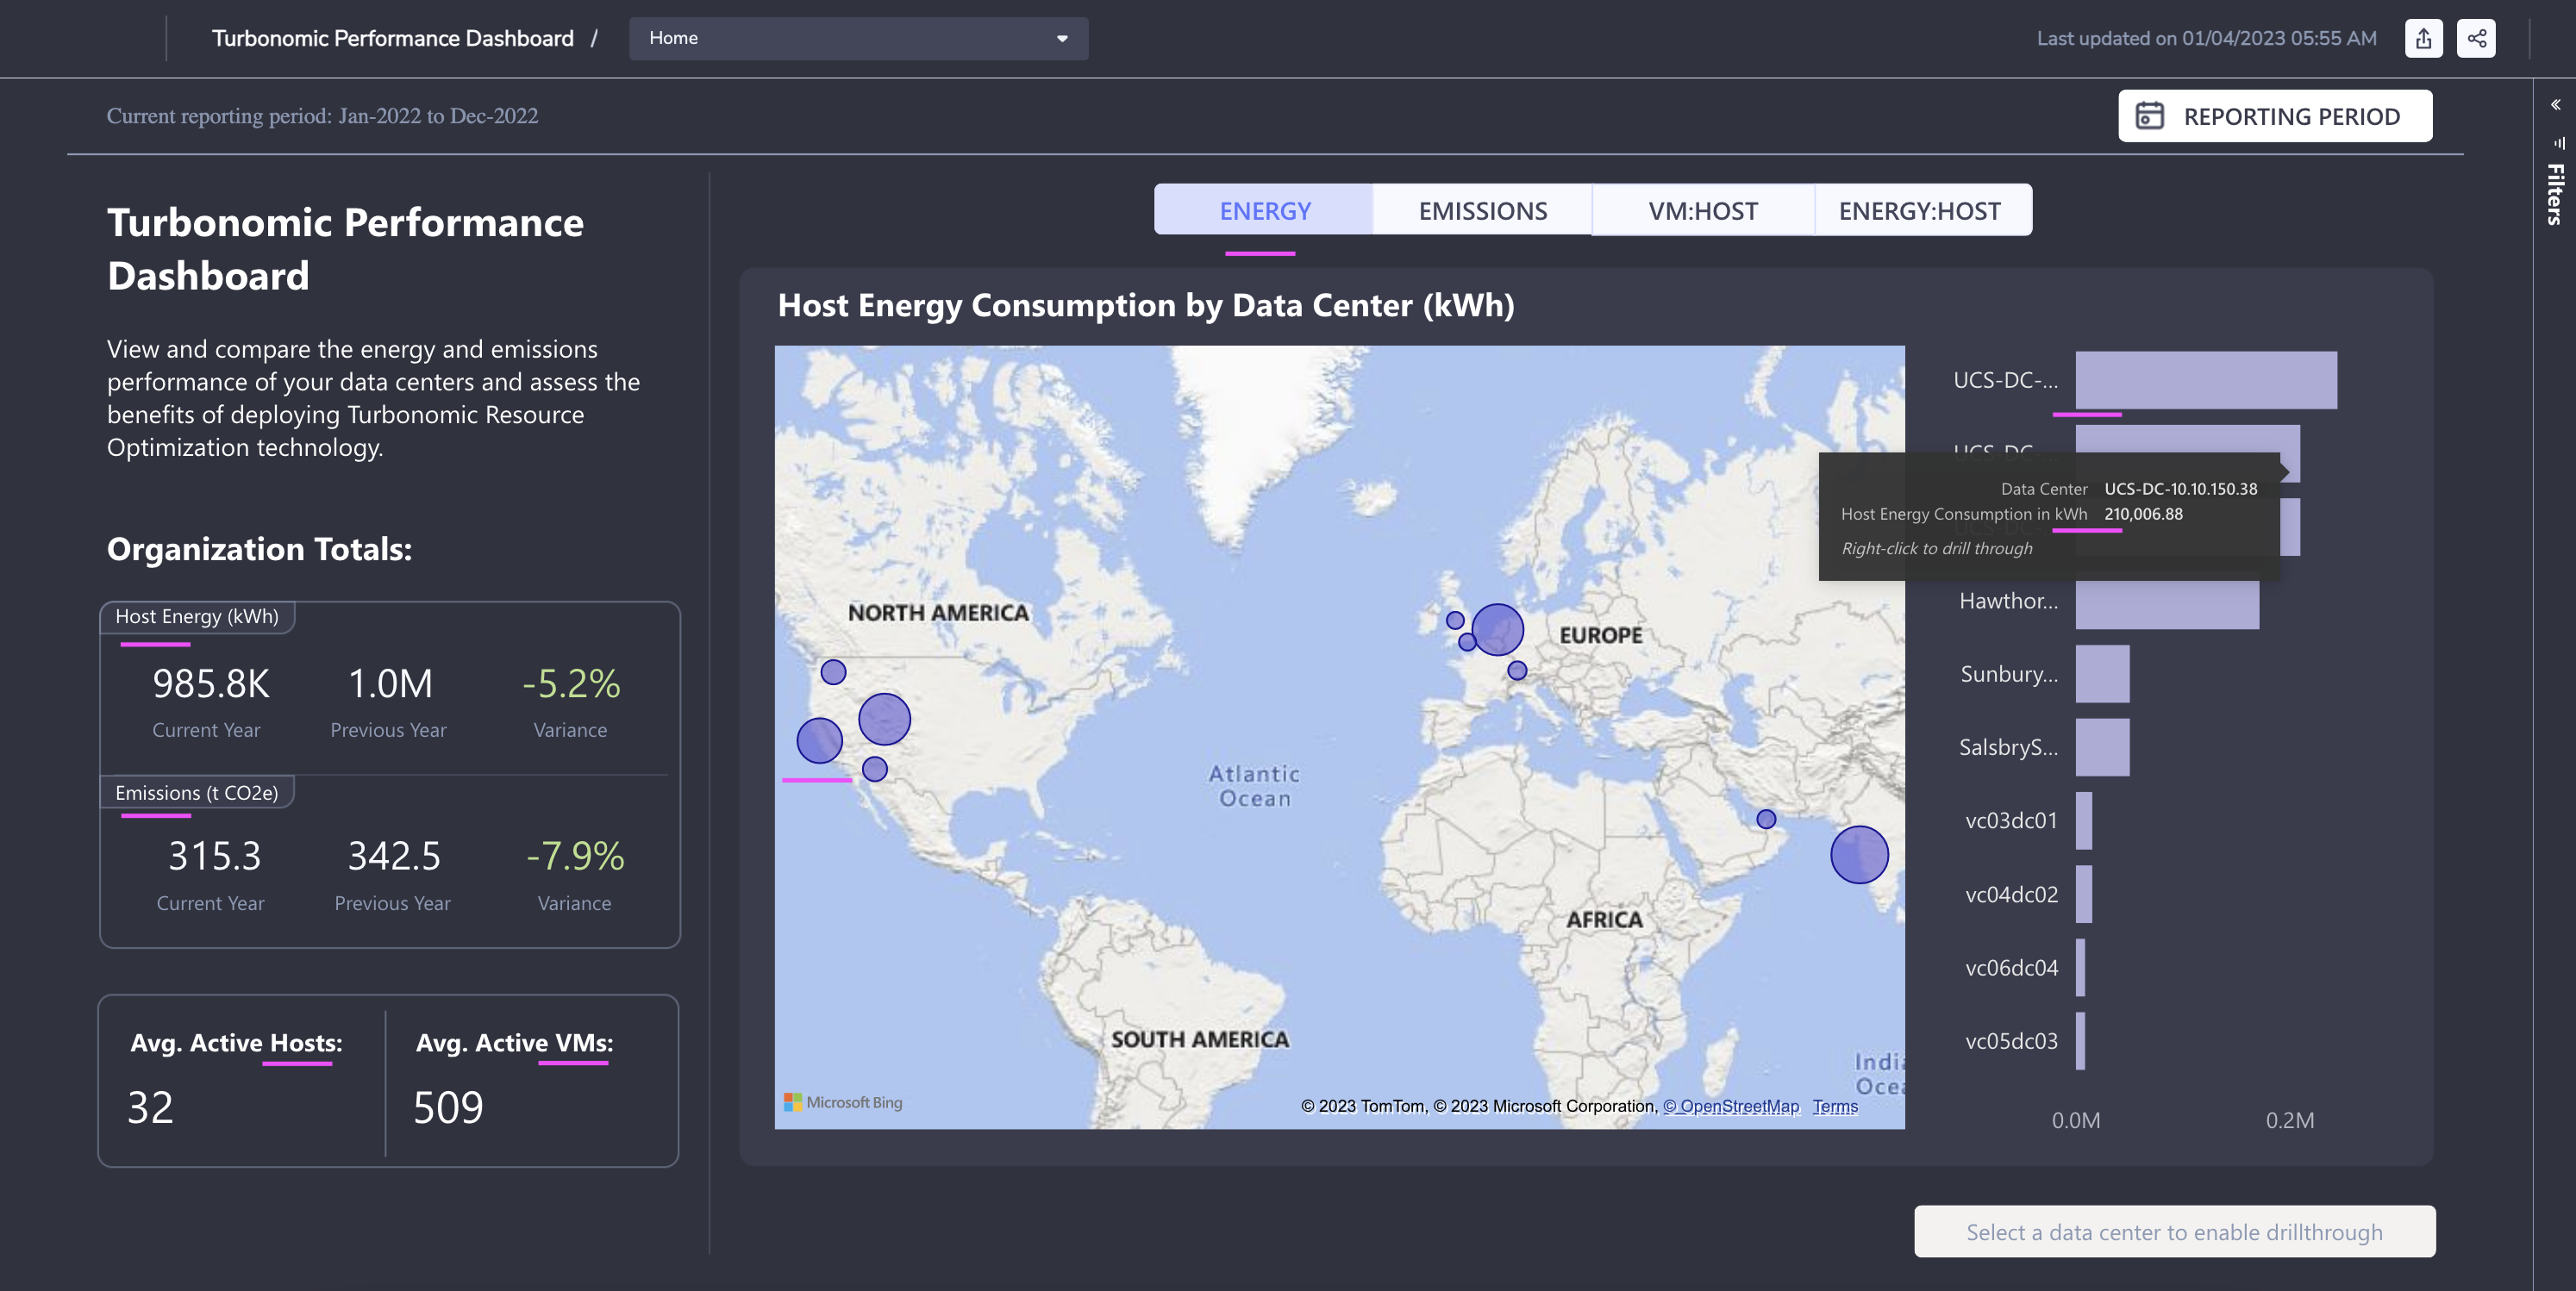 Turbonomic Performance Dashboard / Home
Last updated on 01/04/2023 05:55 AM
Current reporting period: Jan-2022 to Dec-2022
REPORTING PERIOD
Filters
Turbonomic Performance
Dashboard
View and compare the energy and emissions
performance of your data centers and assess the
benefits of deploying Turbonomic Resource
Optimization technology.
Organization Totals:
Host Energy (kWh)
985.8K 1.0M -5.2%
Current Year Previous Year Variance
Emissions (t CO2e)
315.3 342.5 -7.9%
Current Year Previous Year Variance
Avg. Active Hosts: Avg. Active VMs:
32 509
ENERGY EMISSIONS VM:HOST ENERGY:HOST
Host Energy Consumption by Data Center (kWh)
NORTH AMERICA
EUROPE
Atlantic
Ocean
AFRICA
SOUTH AMERICA
India
Ocea
Microsoft Bing
© 2023 TomTom, © 2023 Microsoft Corporation, © OpenStreetMap Terms
UCS-DC-...
UCS-DC-...
Data Center UCS-DC-10.10.150.38
Host Energy Consumption in kWh 210,006.88
Right-click to drill through
Hawthor...
Sunbury...
SalsbryS...
vc03dc01
vc04dc02
vc06dc04
vc05dc03
0.0M 0.2M
Select a data center to enable drillthrough